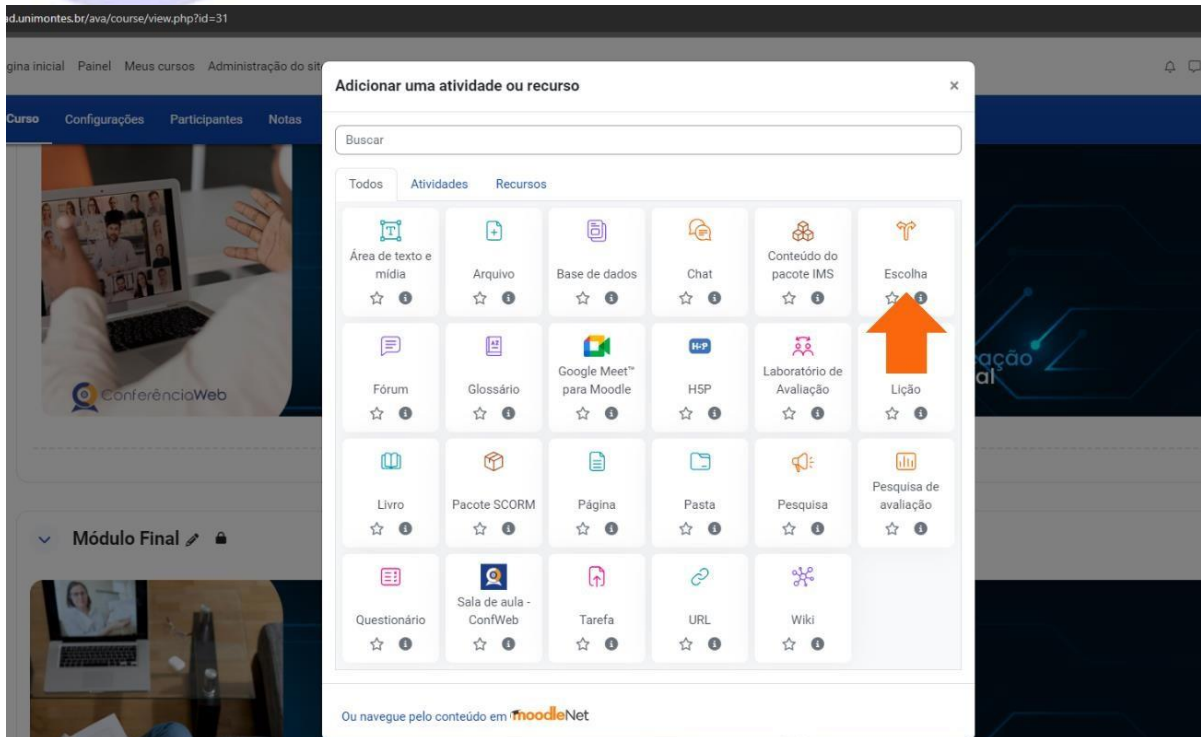 ad.unimontes.br/ava/course/view.php?id=31
gina inicial Painel Meus cursos Administração do sit
Curso Configurações Participantes Notas
Adicionar uma atividade ou recurso
Buscar
Todos Atividades Recursos
Área de texto e
mídia
Arquivo
Base de dados
Chat
Conteúdo do
pacote IMS
Escolha
Fórum
Glossário
Google Meet™
para Moodle
H5P
H-P
Laboratório de
Avaliação
Lição
Livro
Pacote SCORM
Página
Pasta
Pesquisa
Pesquisa de
avaliação
Questionário
Sala de aula -
ConfWeb
Tarefa
URL
Wiki
Ou navegue pelo conteúdo em moodleNet
ConferênciaWeb
ação
al
Módulo Final